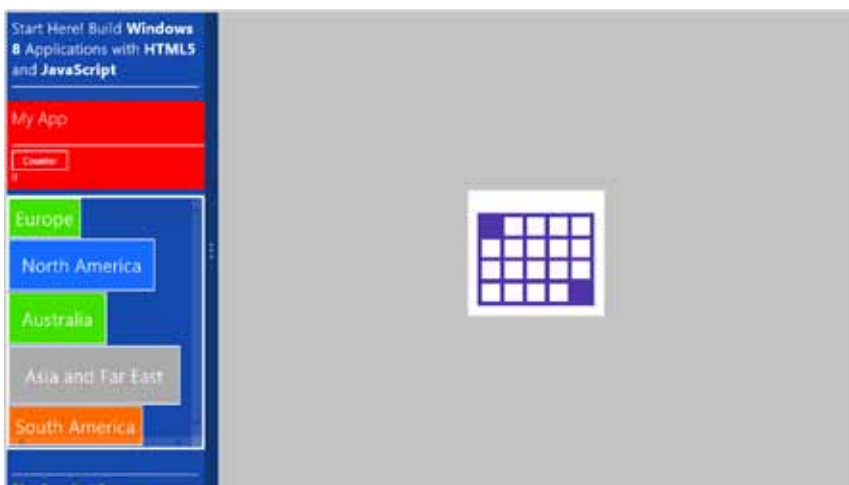 Start Here! Build Windows
8 Applications with HTML5
and JavaScript
My App
Counter
0
Europe
North America
Australia
Asia and Far East
South America